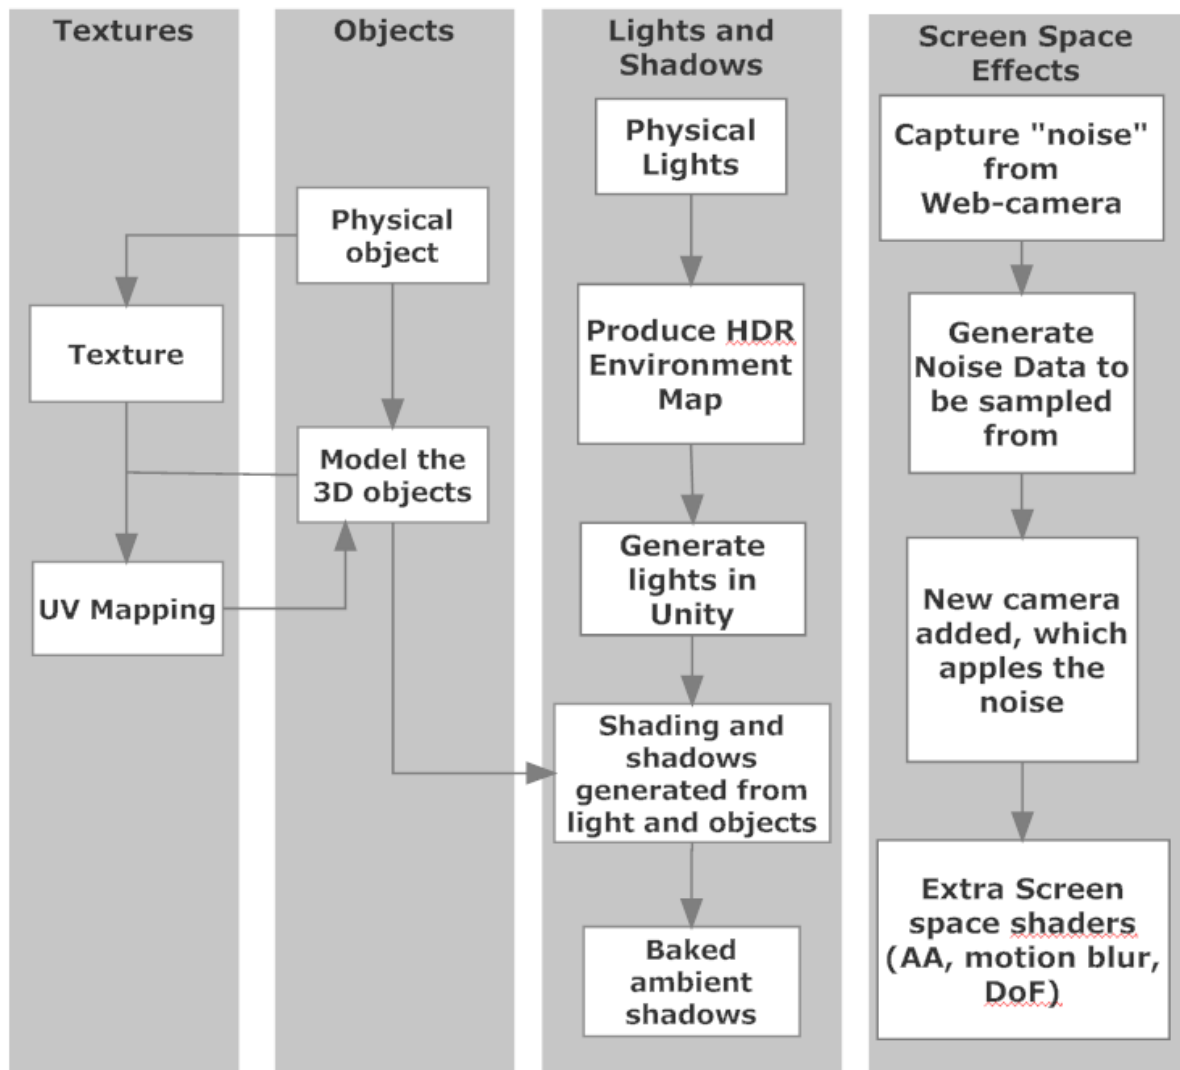 Textures
Texture
UV Mapping
Objects
Physical
object
Model the
3D objects
Lights and
Shadows
Physical
Lights
Produce HDR
Environment
Map
Generate
lights in
Unity
Shading and
shadows
generated from
light and objects
Baked
ambient
shadows
Screen Space
Effects
Capture "noise"
from
Web-camera
Generate
Noise Data to
be sampled
from
New camera
added, which
apples the
noise
Extra Screen
space shaders
(AA, motion blur,
DoF)